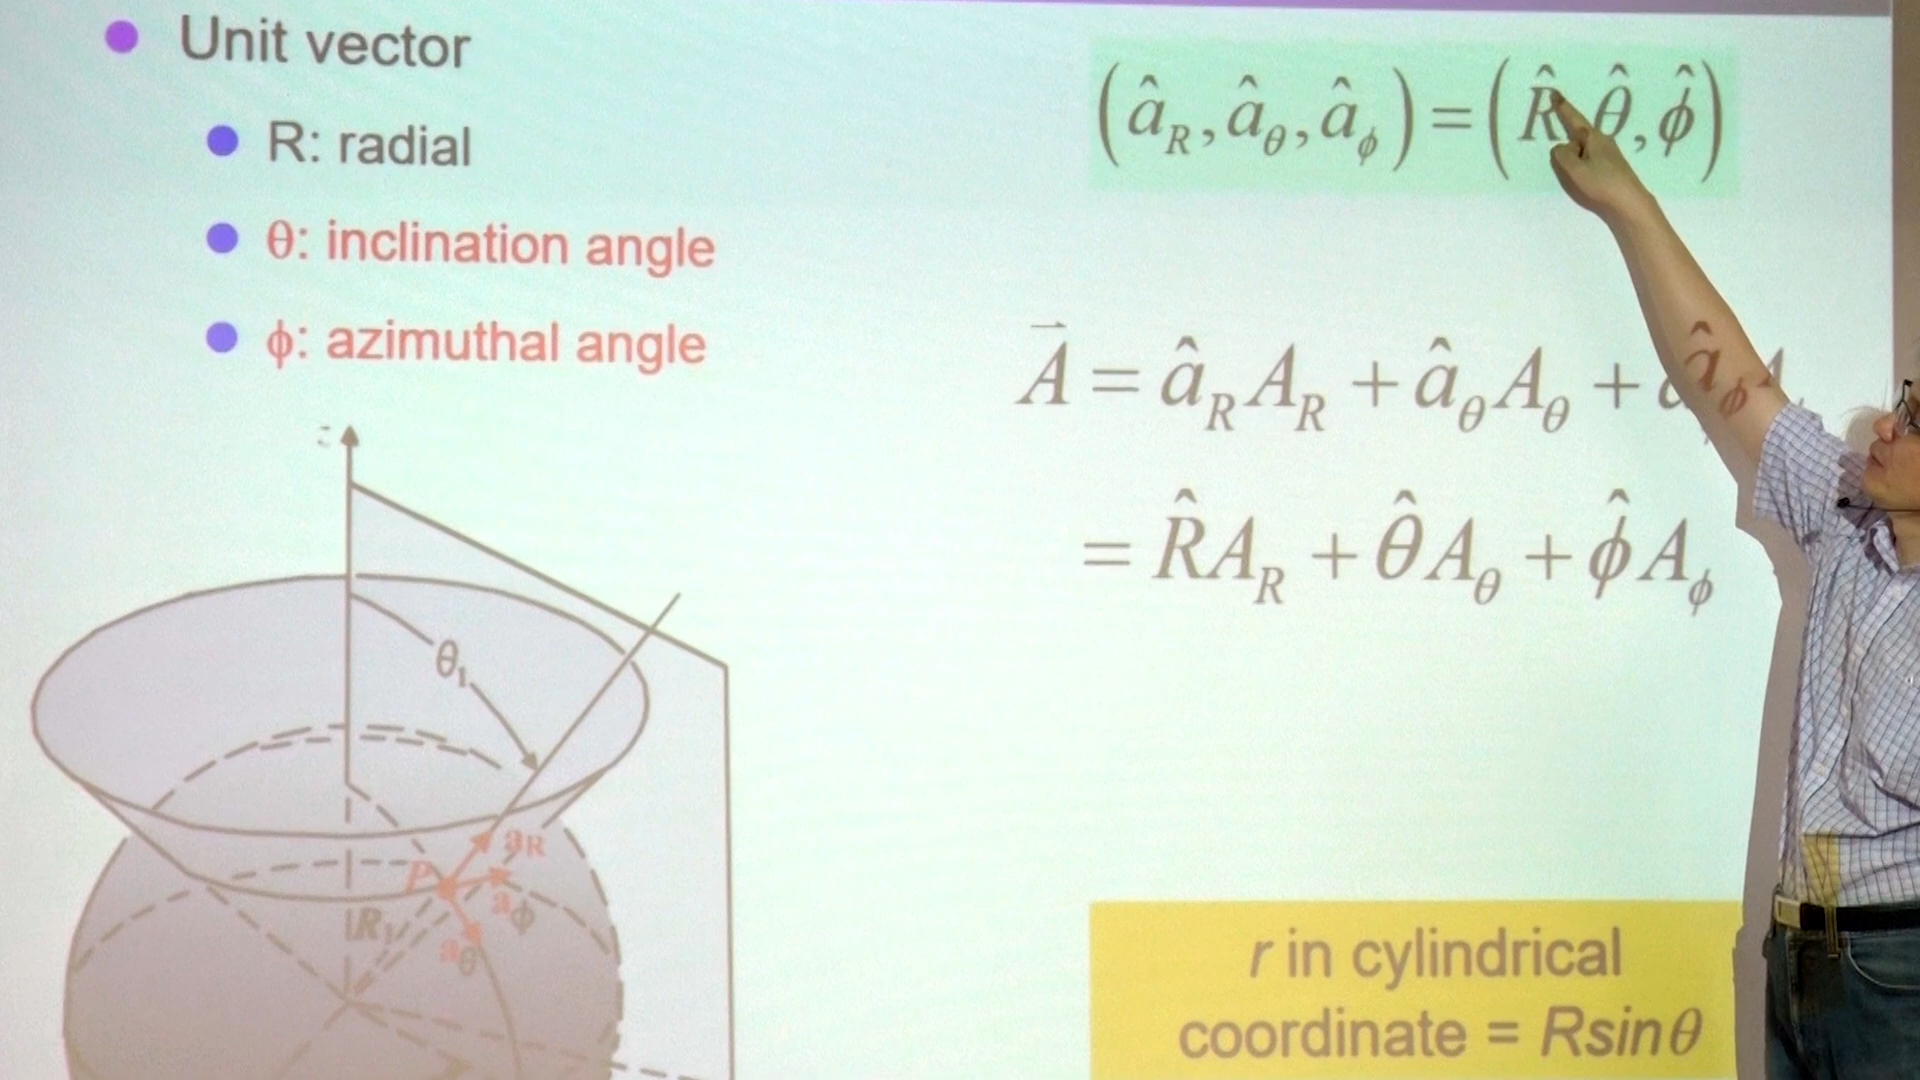 Unit vector
R: radial
θ: inclination angle
ϕ: azimuthal angle
(â_R, â_θ, â_ϕ) = (R̂, θ̂, ϕ̂)
A⃗ = â_R A_R + â_θ A_θ + â_ϕ A
= R̂A_R + θ̂A_θ + ϕ̂A_ϕ
z
θ₁
a_R
P
a_ϕ
R₁
a_θ
r in cylindrical
coordinate = Rsinθ